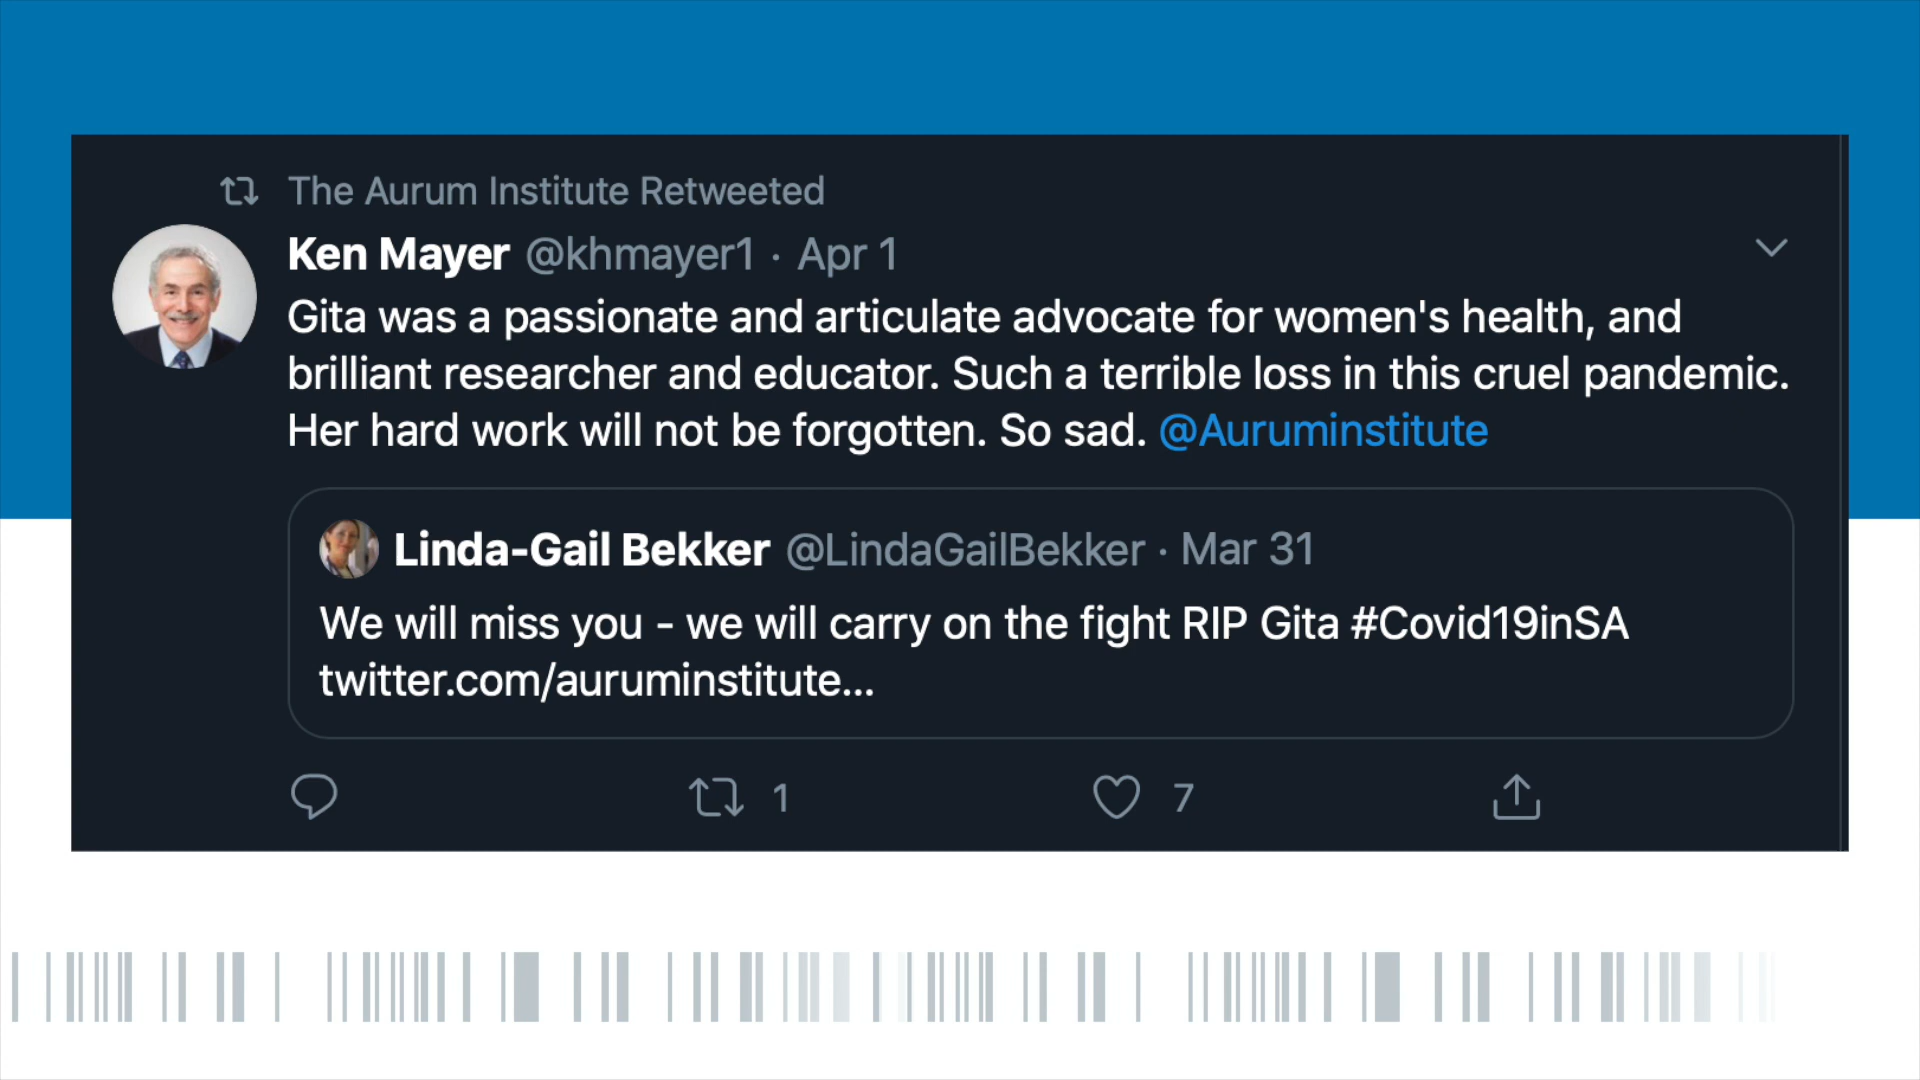 The Aurum Institute Retweeted
Ken Mayer @khmayer1 · Apr 1
Gita was a passionate and articulate advocate for women's health, and
brilliant researcher and educator. Such a terrible loss in this cruel pandemic.
Her hard work will not be forgotten. So sad. @Auruminstitute
Linda-Gail Bekker @LindaGailBekker · Mar 31
We will miss you - we will carry on the fight RIP Gita #Covid19inSA
twitter.com/auruminstitute...
1 7